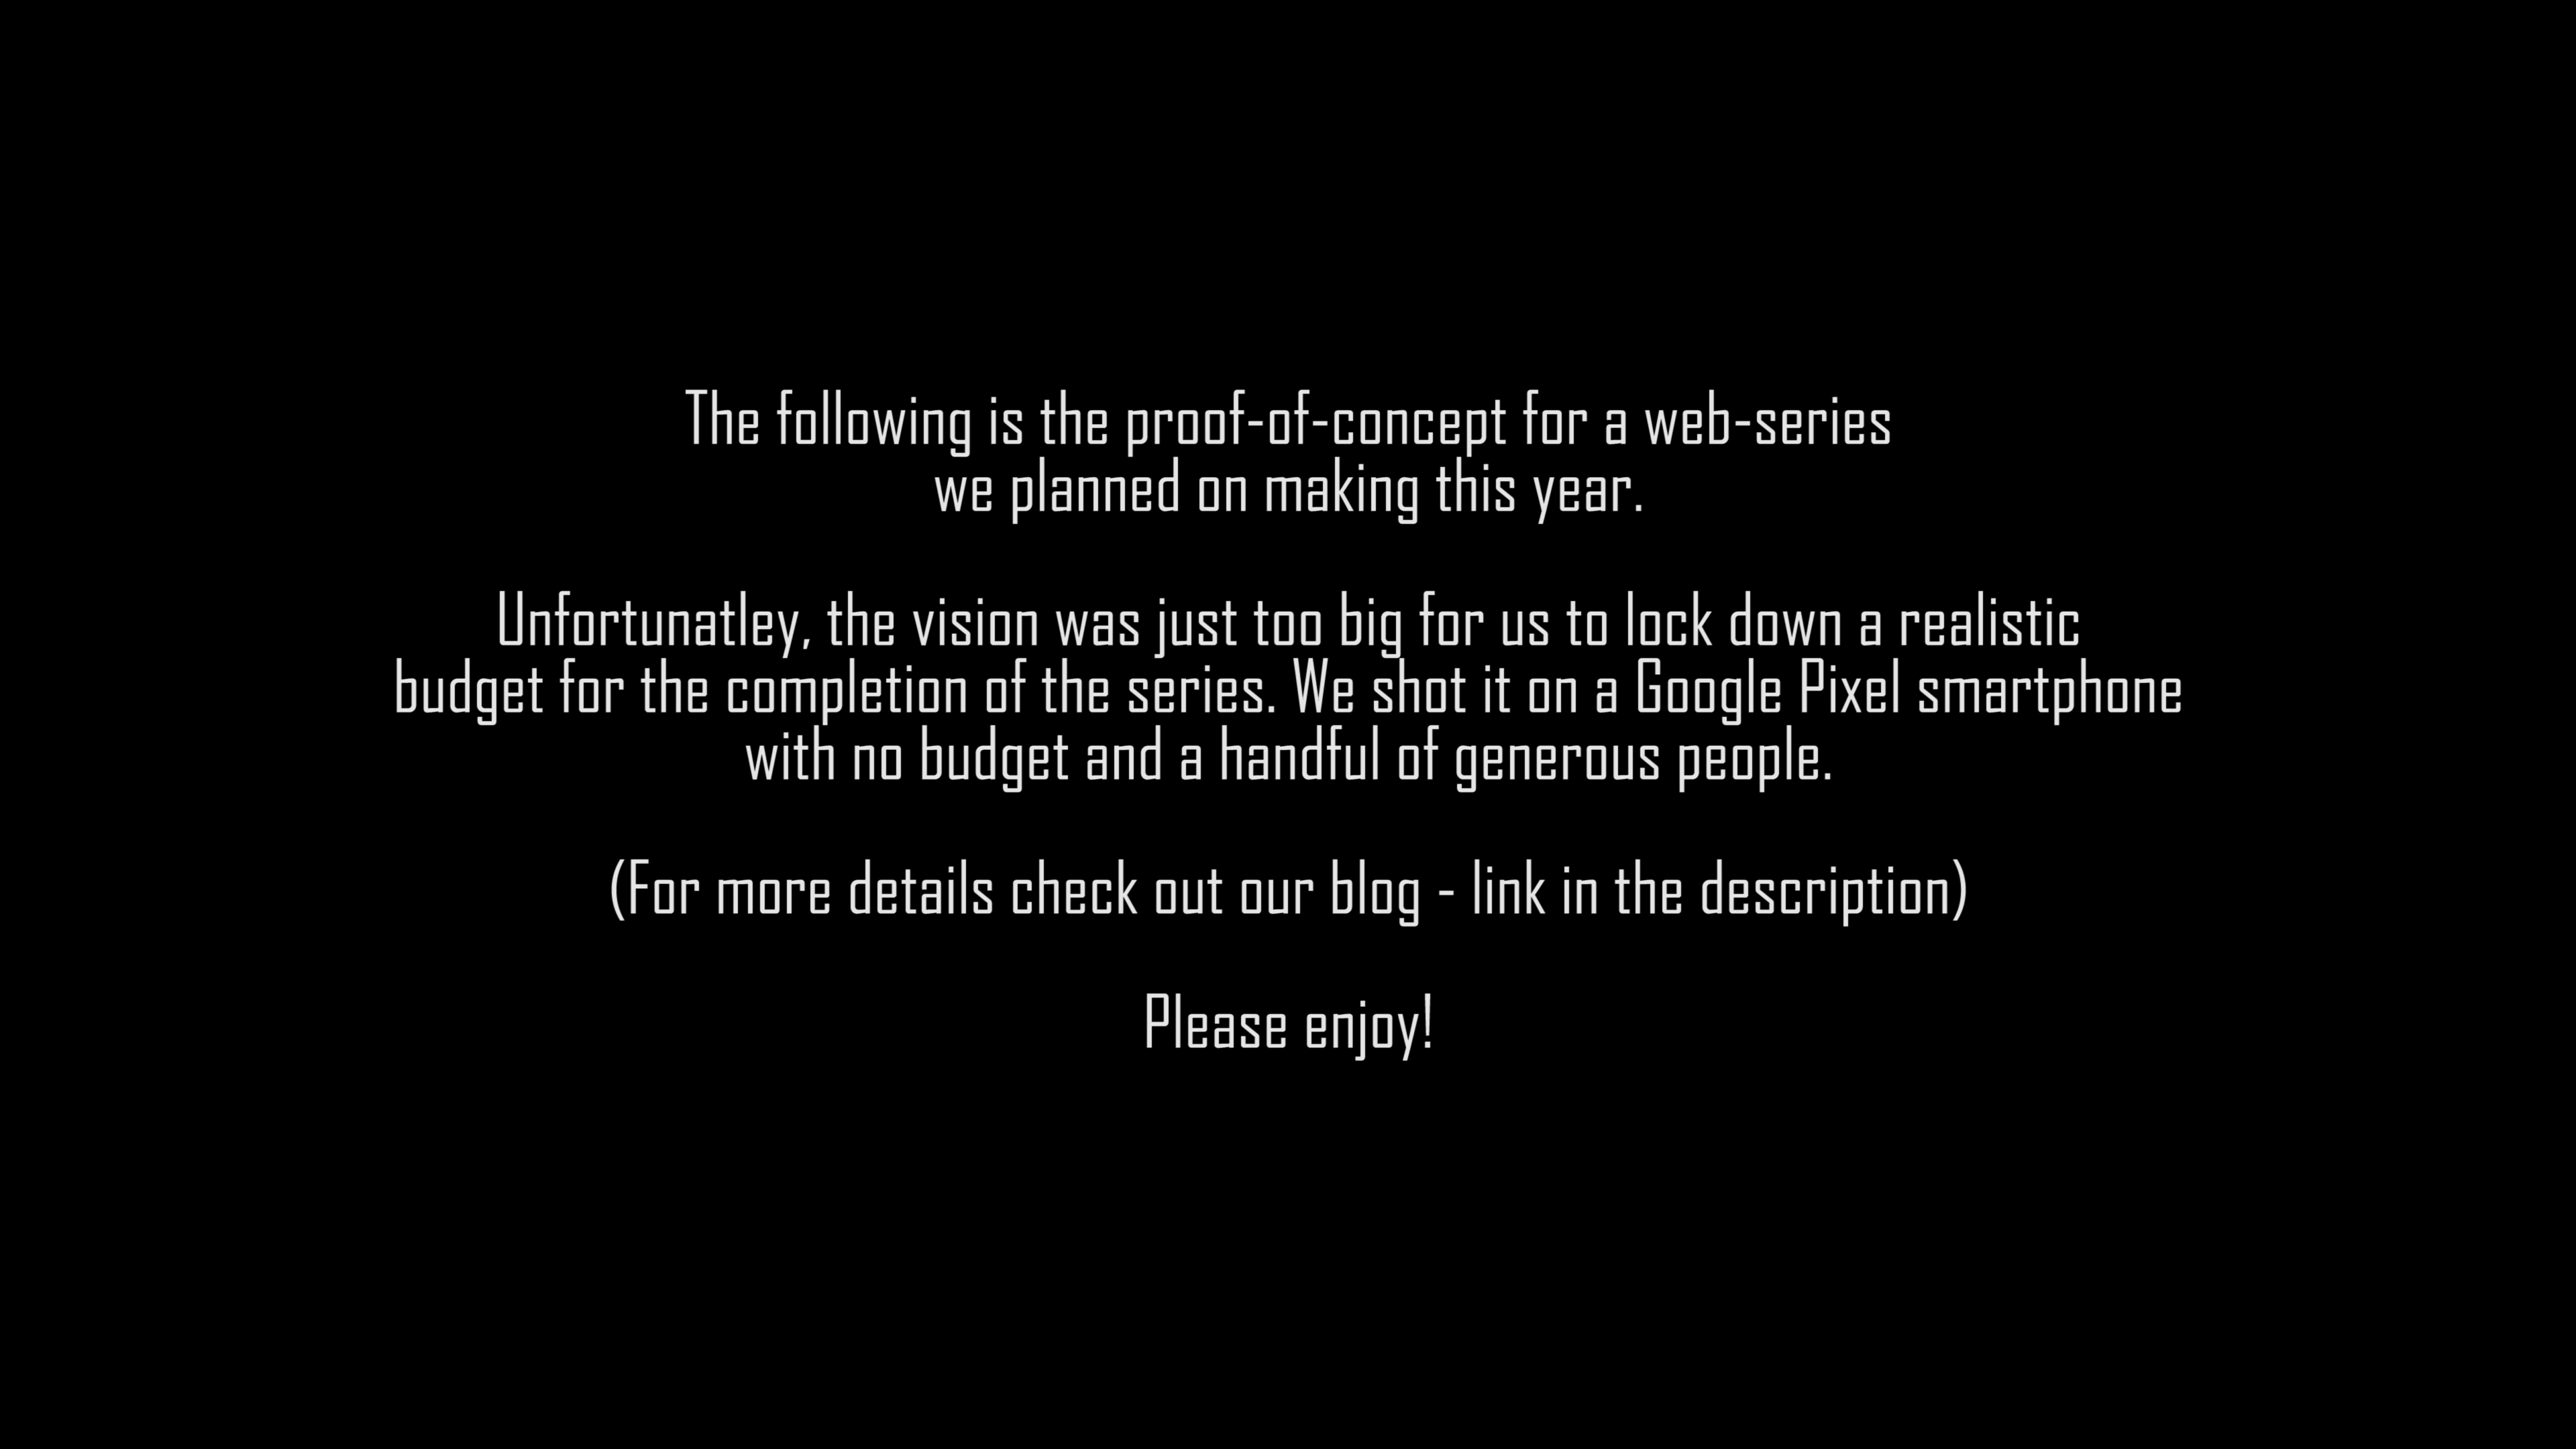 The following is the proof-of-concept for a web-series
we planned on making this year.
Unfortunatley, the vision was just too big for us to lock down a realistic
budget for the completion of the series. We shot it on a Google Pixel smartphone
with no budget and a handful of generous people.
(For more details check out our blog - link in the description)
Please enjoy!